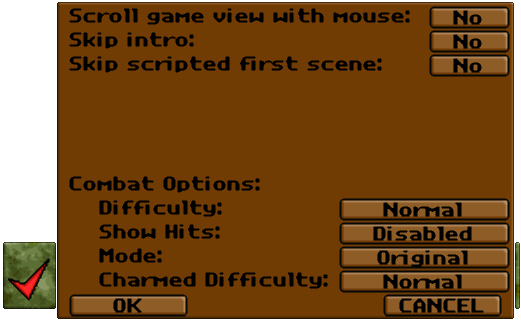 Scroll game view with mouse: No
Skip intro: No
Skip scripted first scene: No
Combat Options:
Difficulty: Normal
Show Hits: Disabled
Mode: Original
Charmed Difficulty: Normal
OK CANCEL